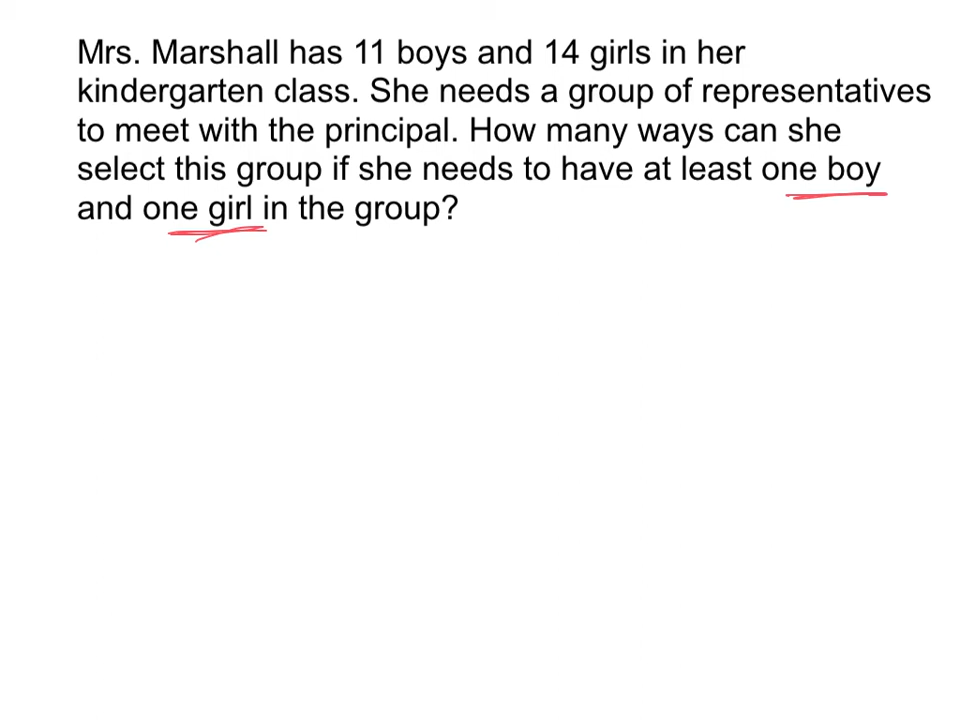 Mrs. Marshall has 11 boys and 14 girls in her
kindergarten class. She needs a group of representatives
to meet with the principal. How many ways can she
select this group if she needs to have at least one boy
and one girl in the group?